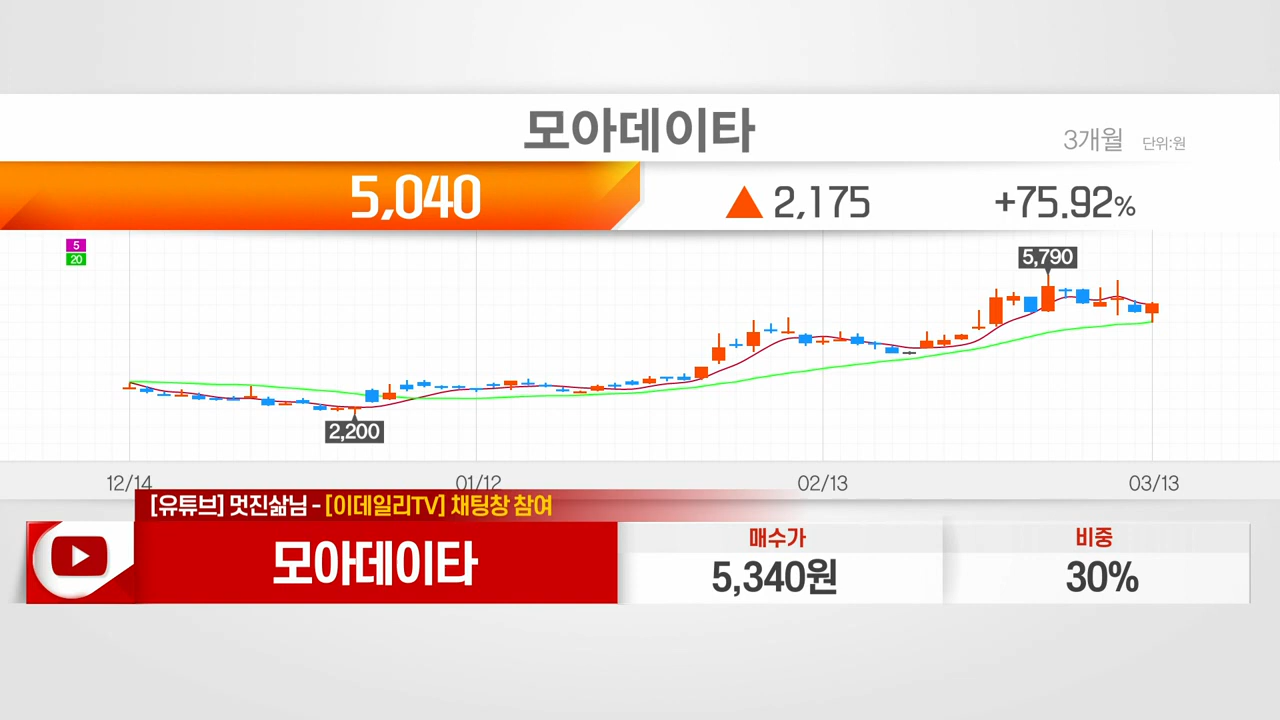 모아데이타
3개월 단위:원
5,040 ▲ 2,175 +75.92%
5
20
5,790
2,200
12/14 01/12 02/13 03/13
[유튜브] 멋진삶님 - [이데일리TV] 채팅창 참여
모아데이타
매수가 비중
5,340원 30%